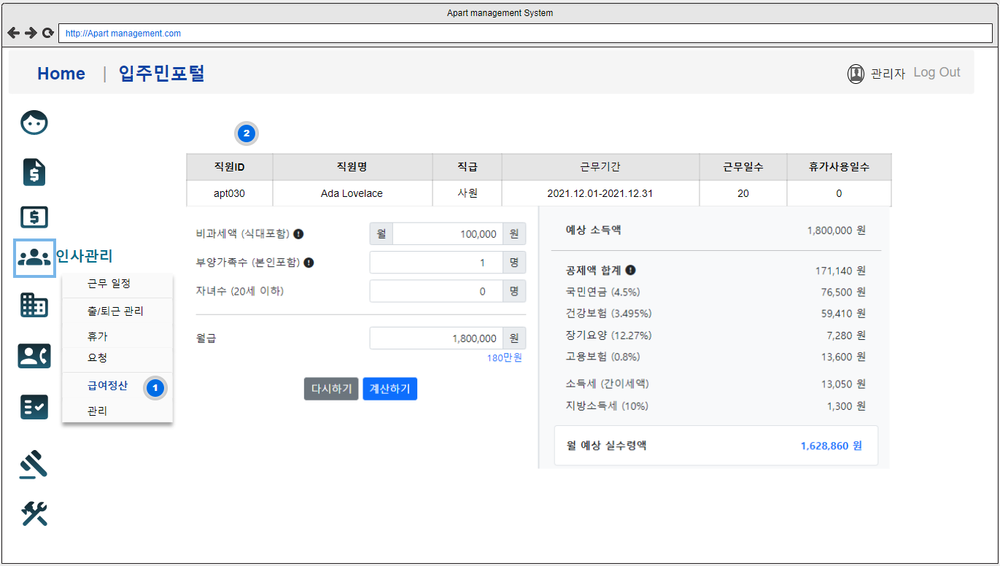 Apart management System
http://Apart management.com
Home | 입주민포털
관리자 Log Out
2
직원ID 직원명 직급 근무기간 근무일수 휴가사용일수
apt030 Ada Lovelace 사원 2021.12.01-2021.12.31 20 0
인사관리
근무 일정
출/퇴근 관리
휴가
요청
급여정산 1
관리
비과세액 (식대포함) 월 100,000 원
부양가족수 (본인포함) 1 명
자녀수 (20세 이하) 0 명
월급 1,800,000 원
180만원
다시하기 계산하기
예상 소득액 1,800,000 원
공제액 합계 171,140 원
국민연금 (4.5%) 76,500 원
건강보험 (3.495%) 59,410 원
장기요양 (12.27%) 7,280 원
고용보험 (0.8%) 13,600 원
소득세 (간이세액) 13,050 원
지방소득세 (10%) 1,300 원
월 예상 실수령액 1,628,860 원